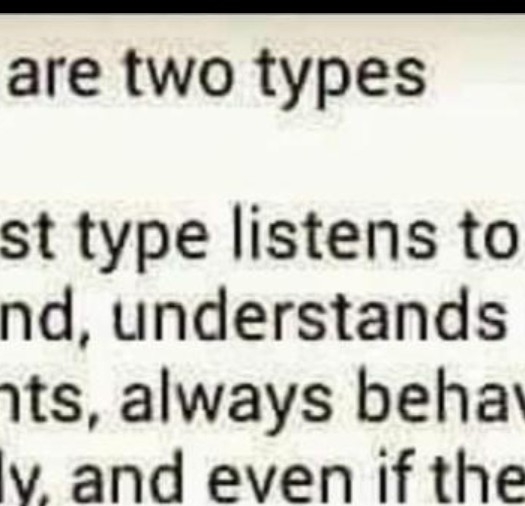 are two types
st type listens to
nd, understands
nts, always behav
ly, and even if the